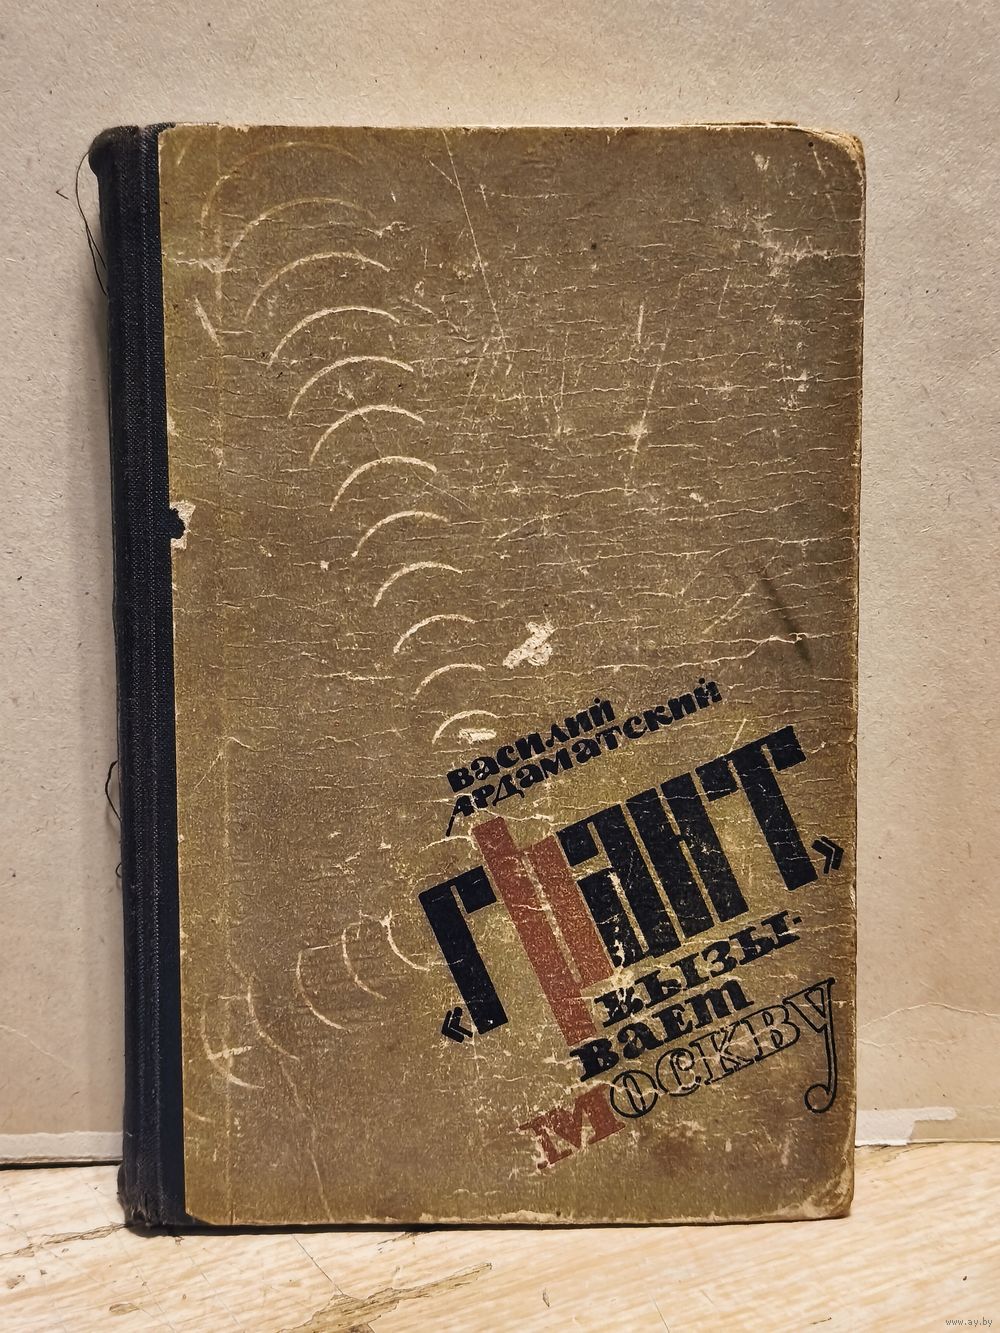 Василий
Ардаматский
«Грант»
вызы-
вает
Москву
www.ay.by